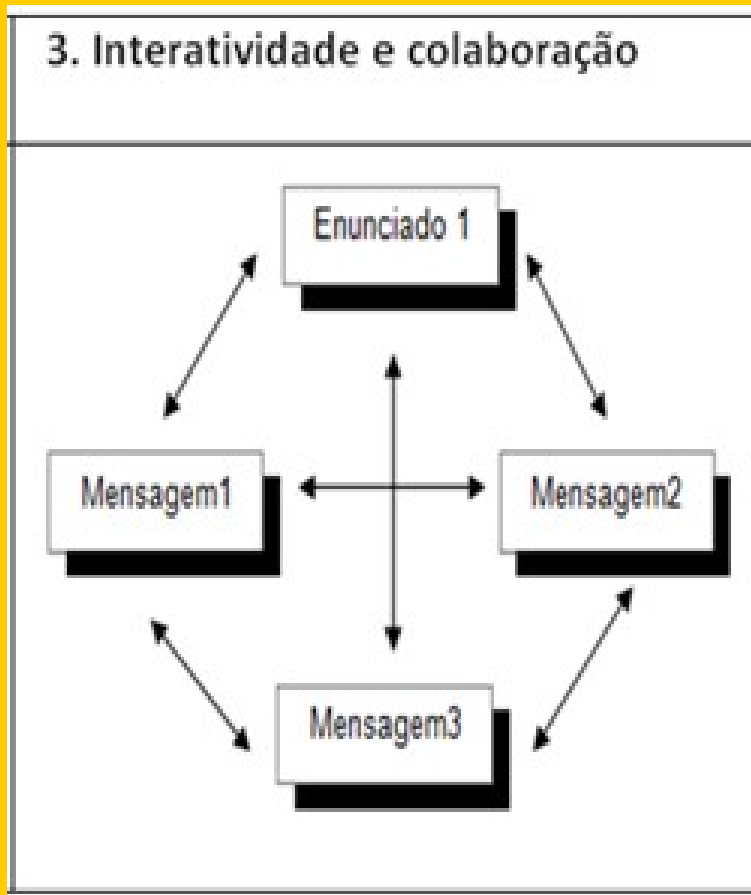 3. Interatividade e colaboração
Enunciado 1
Mensagem1
Mensagem2
Mensagem3